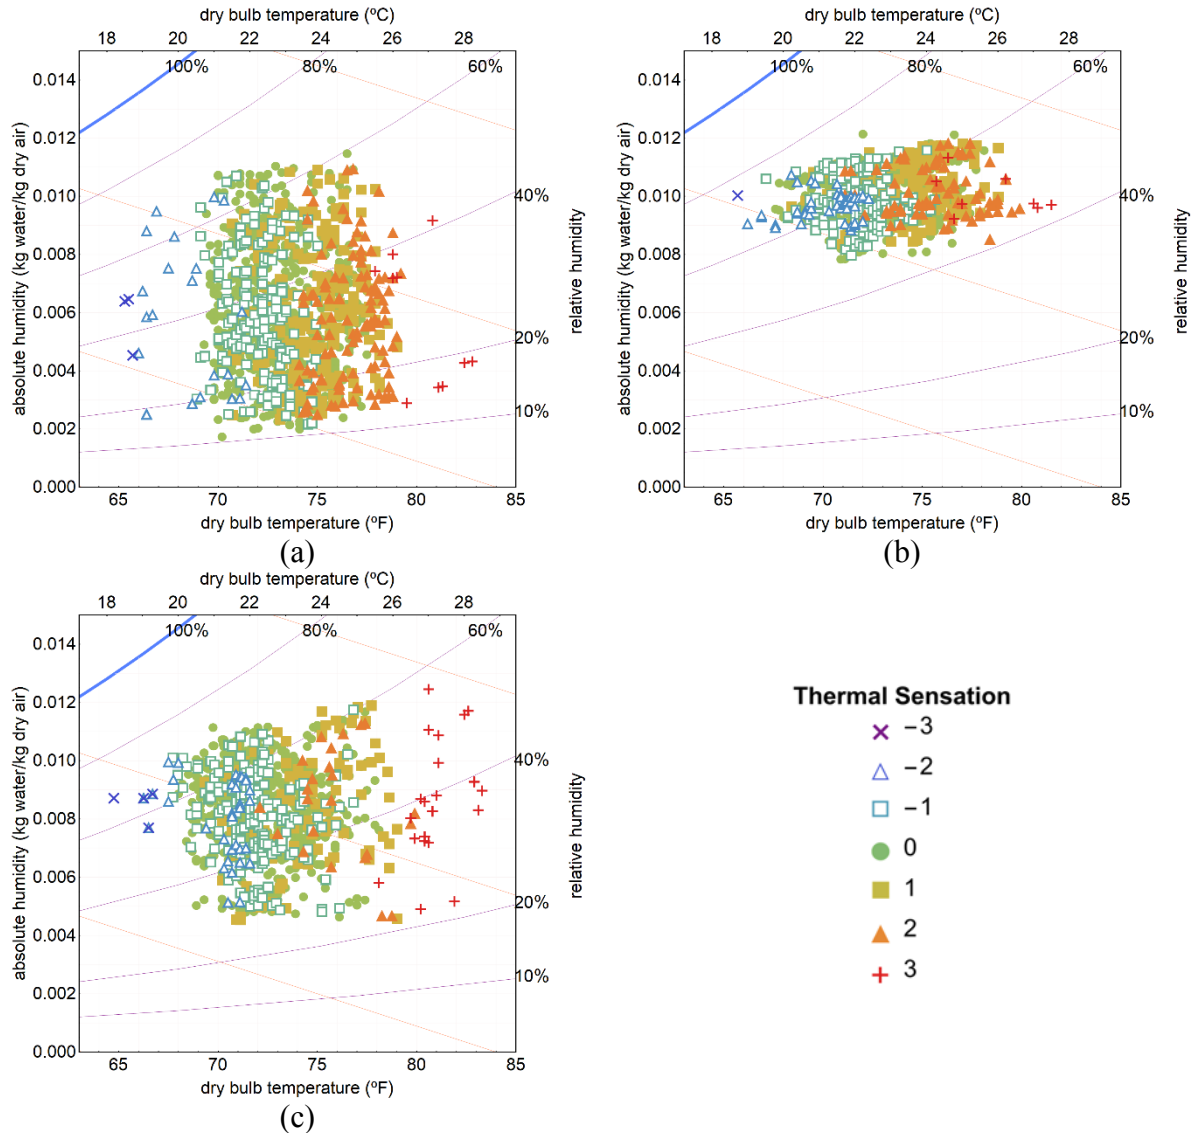 dry bulb temperature (ºC)
18 20 22 24 26 28
100% 80% 60%
0.014
0.012
0.010
0.008
0.006
0.004
0.002
0.000
absolute humidity (kg water/kg dry air)
40%
20%
10%
relative humidity
65 70 75 80 85
dry bulb temperature (ºF)
(a)
dry bulb temperature (ºC)
18 20 22 24 26 28
100% 80% 60%
0.014
0.012
0.010
0.008
0.006
0.004
0.002
0.000
absolute humidity (kg water/kg dry air)
40%
20%
10%
relative humidity
65 70 75 80 85
dry bulb temperature (ºF)
(b)
dry bulb temperature (ºC)
18 20 22 24 26 28
100% 80% 60%
0.014
0.012
0.010
0.008
0.006
0.004
0.002
0.000
absolute humidity (kg water/kg dry air)
40%
20%
10%
relative humidity
65 70 75 80 85
dry bulb temperature (ºF)
(c)
Thermal Sensation
−3
−2
−1
0
1
2
3